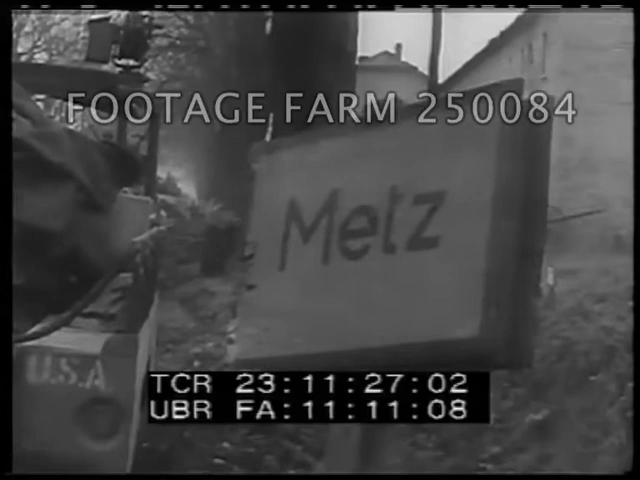 FOOTAGE FARM 250084
Metz
U.S.A
TCR 23:11:27:02
UBR FA:11:11:08